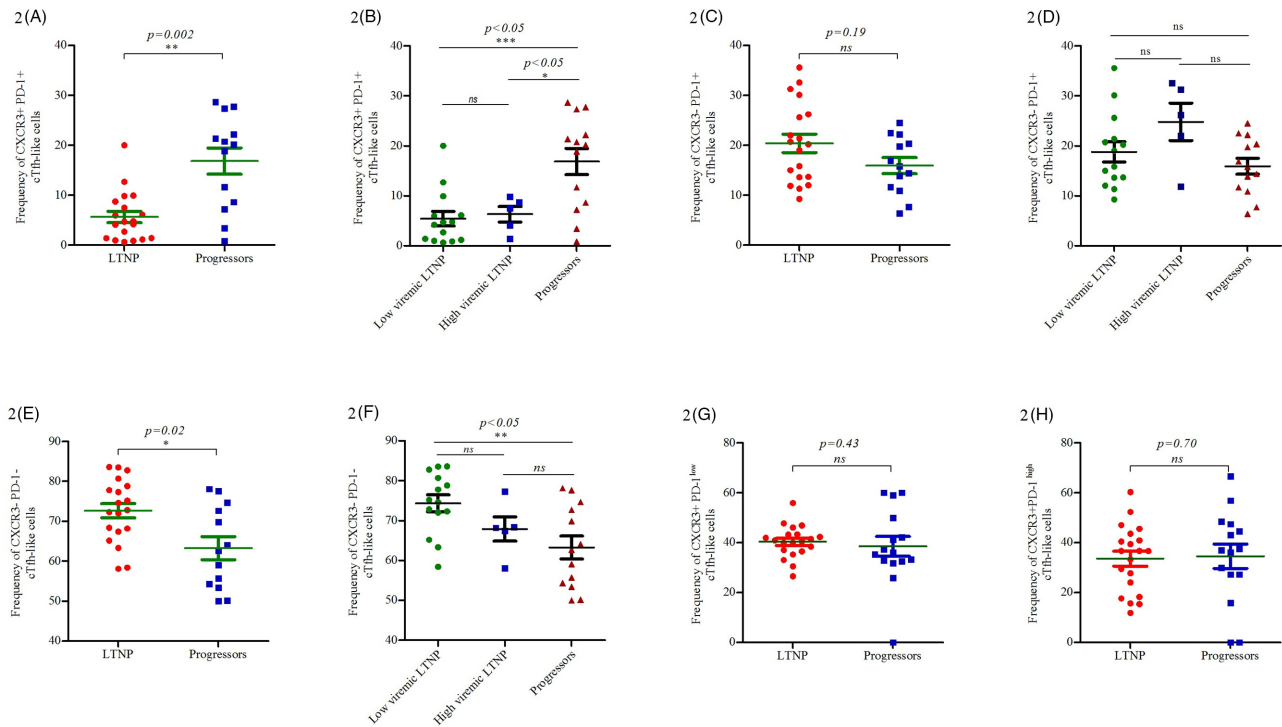 2(A)
p=0.002
**
Frequency of CXCR3+ PD-1+
cTfh-like cells
40
30
20
10
0
LTNP
Progressors
2(B)
p<0.05
***
p<0.05
*
ns
Frequency of CXCR3+ PD-1+
cTfh-like cells
40
30
20
10
0
Low viremic LTNP
High viremic LTNP
Progressors
2(C)
p=0.19
ns
Frequency of CXCR3- PD-1+
cTfh-like cells
40
30
20
10
0
LTNP
Progressors
2(D)
ns
ns
ns
Frequency of CXCR3- PD-1+
cTfh-like cells
40
30
20
10
0
Low viremic LTNP
High viremic LTNP
Progressors
2(E)
p=0.02
*
Frequency of CXCR3- PD-1-
cTfh-like cells
90
80
70
60
50
40
LTNP
Progressors
2(F)
p<0.05
**
ns
ns
Frequency of CXCR3- PD-1-
cTfh-like cells
90
80
70
60
50
40
Low viremic LTNP
High viremic LTNP
Progressors
2(G)
p=0.43
ns
Frequency of CXCR3+ PD-1 low
cTfh-like cells
80
60
40
20
0
LTNP
Progressors
2(H)
p=0.70
ns
Frequency of CXCR3+PD-1 high
cTfh-like cells
80
60
40
20
0
LTNP
Progressors